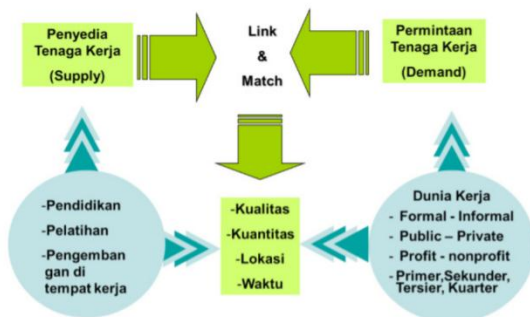 Penyedia
Tenaga Kerja
(Supply)
Link
&
Match
Permintaan
Tenaga Kerja
(Demand)
-Pendidikan
-Pelatihan
-Pengemban
gan di
tempat kerja
-Kualitas
-Kuantitas
-Lokasi
-Waktu
Dunia Kerja
- Formal - Informal
- Public – Private
- Profit - nonprofit
- Primer,Sekunder,
Tersier, Kuarter